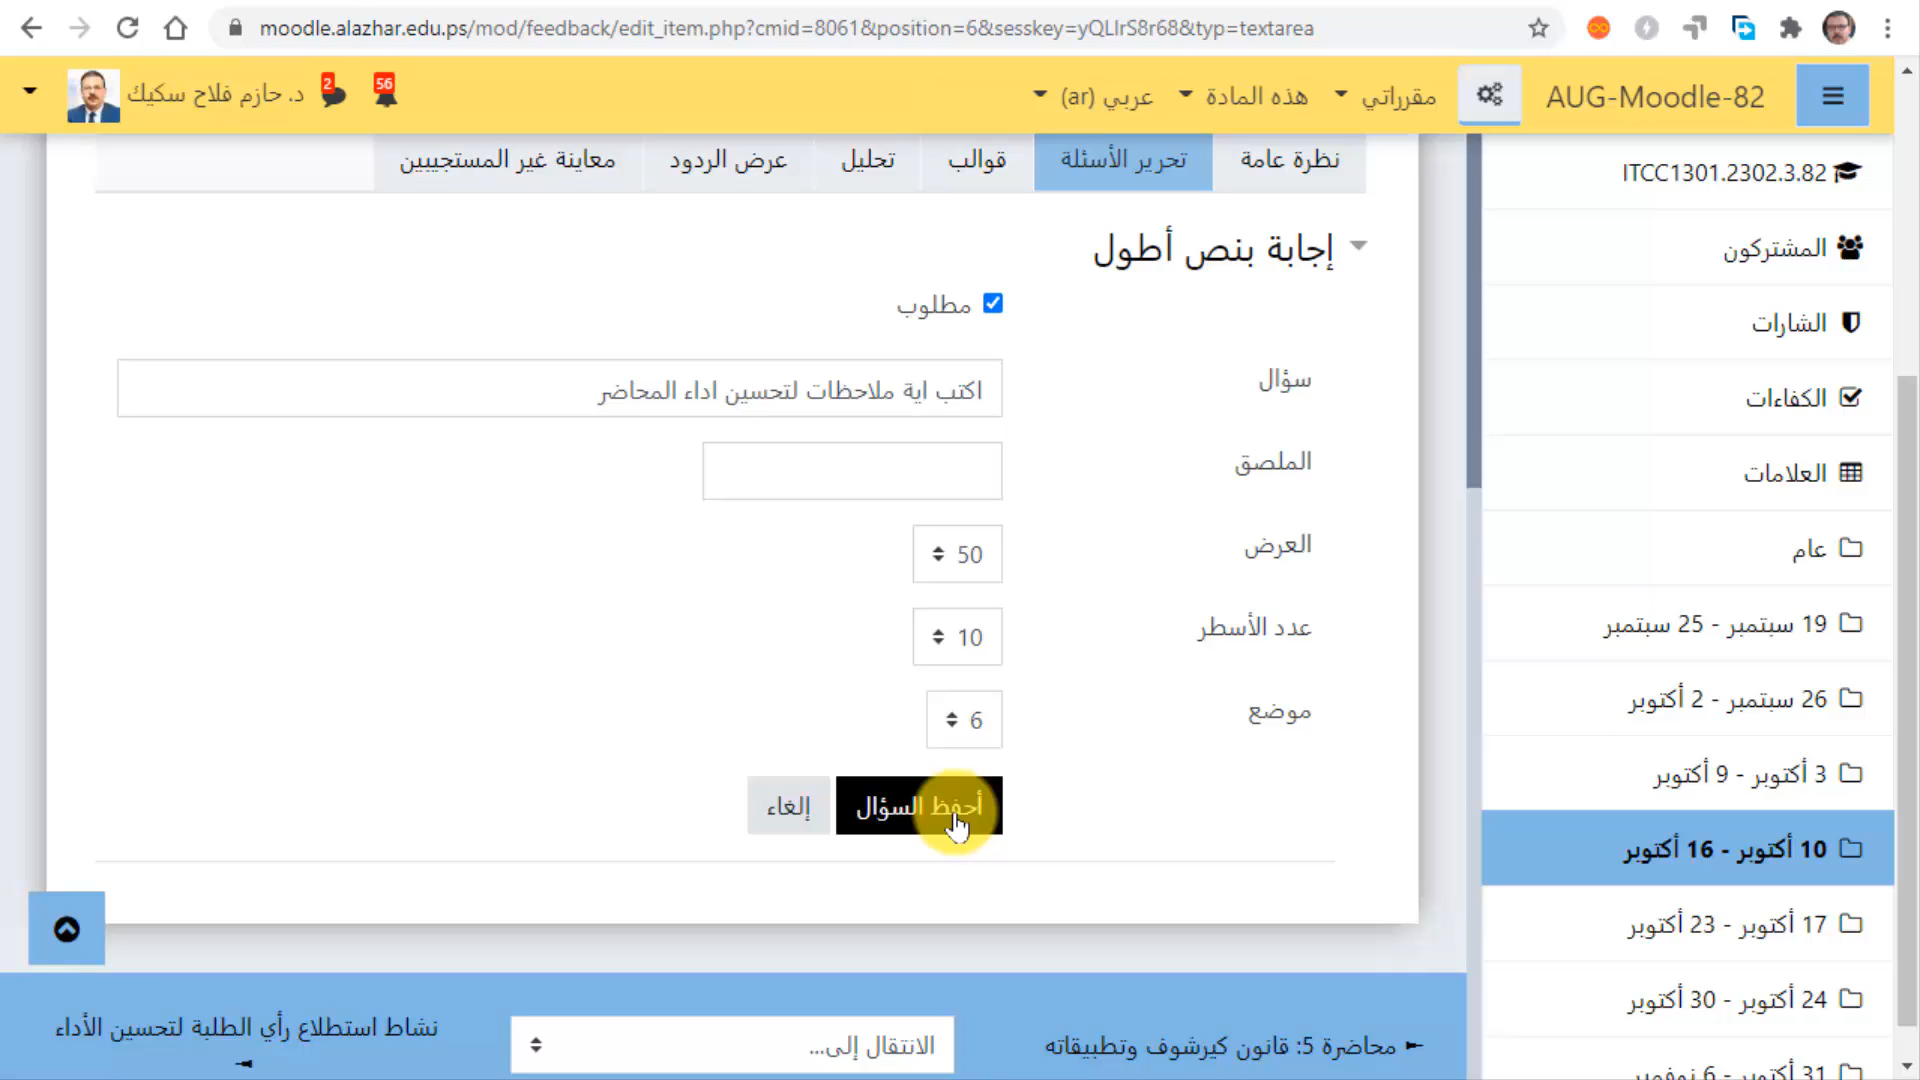 moodle.alazhar.edu.ps/mod/feedback/edit_item.php?cmid=8061&position=6&sesskey=yQLIrS8r68&typ=textarea
AUG-Moodle-82
مقرراتي
هذه المادة
عربي (ar)
56
2
د. حازم فلاح سكيك
نظرة عامة
تحرير الأسئلة
قوالب
تحليل
عرض الردود
معاينة غير المستجيبين
إجابة بنص أطول
مطلوب
سؤال
اكتب اية ملاحظات لتحسين اداء المحاضر
الملصق
العرض
50
عدد الأسطر
10
موضع
6
أحفظ السؤال
إلغاء
محاضرة 5: قانون كيرشوف وتطبيقاته
الانتقال إلى...
نشاط استطلاع رأي الطلبة لتحسين الأداء
ITCC1301.2302.3.82
المشتركون
الشارات
الكفاءات
العلامات
عام
19 سبتمبر - 25 سبتمبر
26 سبتمبر - 2 أكتوبر
3 أكتوبر - 9 أكتوبر
10 أكتوبر - 16 أكتوبر
17 أكتوبر - 23 أكتوبر
24 أكتوبر - 30 أكتوبر
31 أكتوبر - 6 نوفمبر